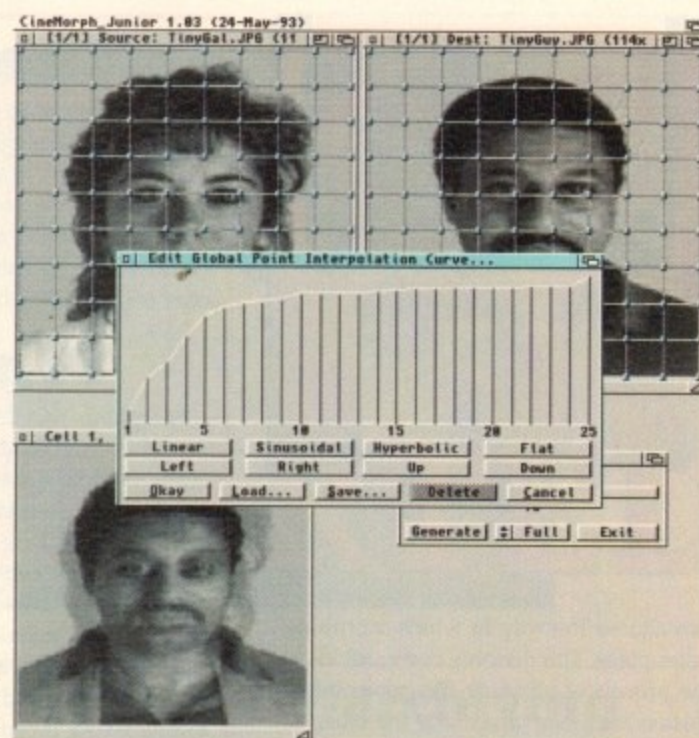 CineMorph_Junior 1.03 (24-May-93)
[1/1] Source: TinyGal.JPG (11
[1/1] Dest: TinyGuy.JPG (114x
Edit Global Point Interpolation Curve...
1 5 10 15 20 25
Linear Sinusoidal Hyperbolic Flat
Left Right Up Down
Okay Load... Save... Delete Cancel
Cell 1,
Generate Full Exit